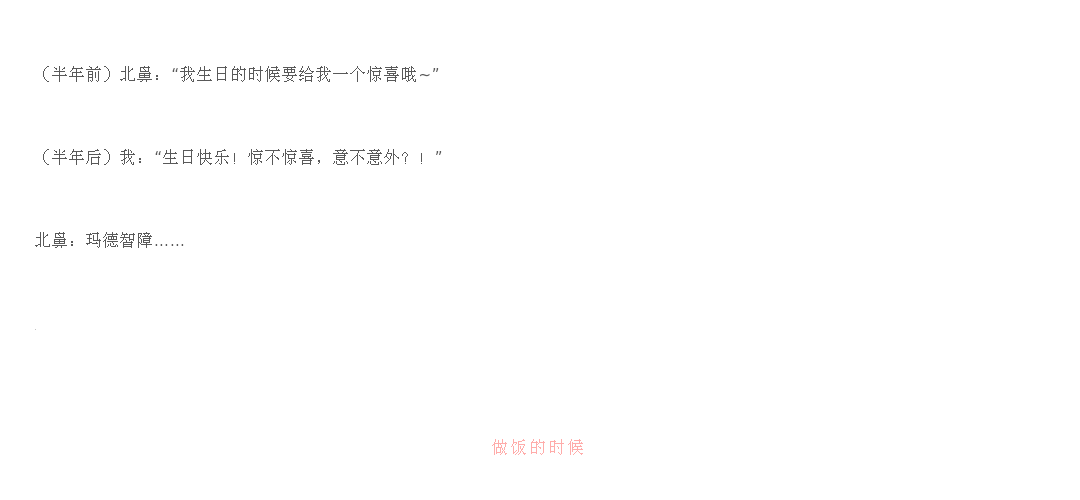 （半年前）北鼻：“我生日的时候要给我一个惊喜哦~”
（半年后）我：“生日快乐！惊不惊喜，意不意外？！”
北鼻：玛德智障……
做饭的时候